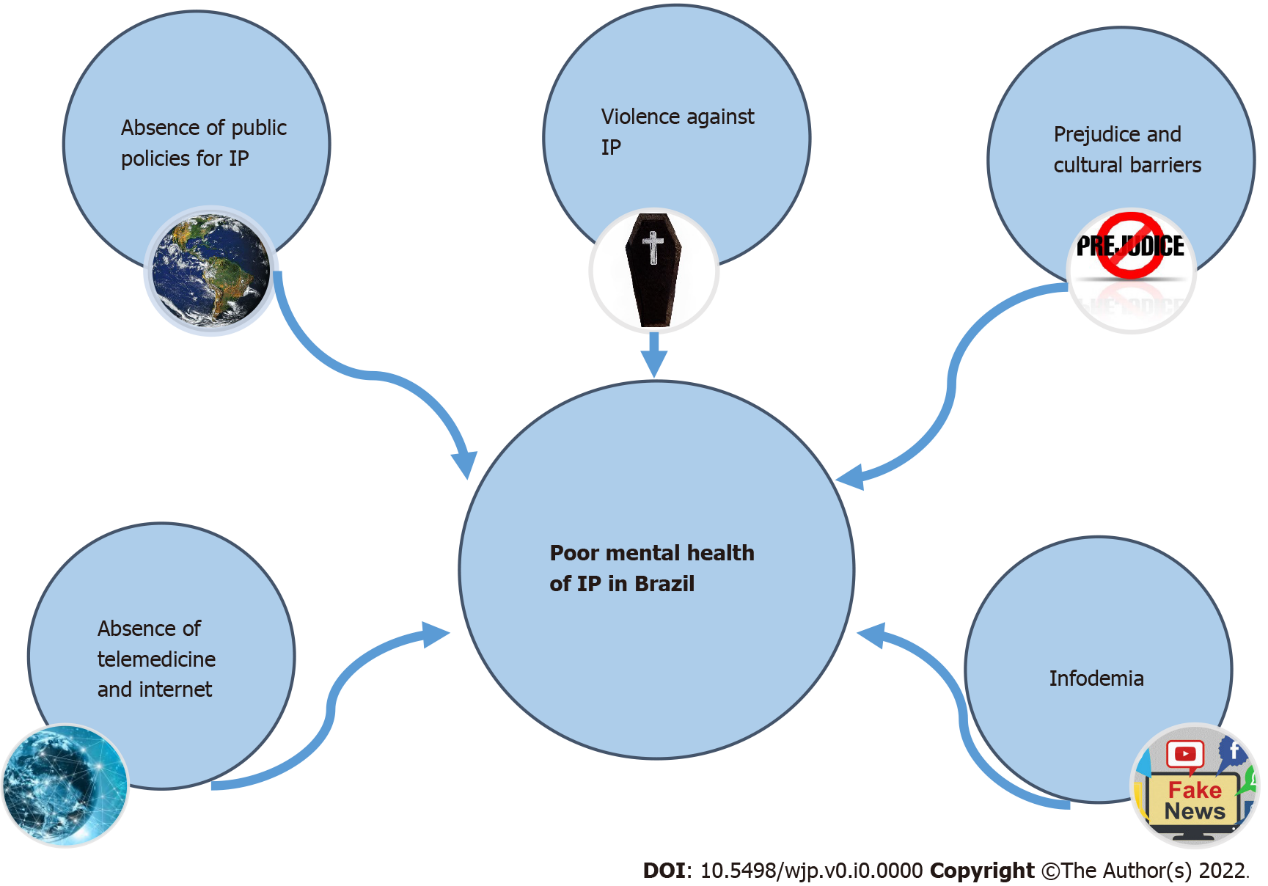 Absence of public
policies for IP
Violence against
IP
Prejudice and
cultural barriers
PREJUDICE
Poor mental health
of IP in Brazil
Absence of
telemedicine
and internet
Infodemia
f
Fake
News
DOI: 10.5498/wjp.v0.i0.0000 Copyright ©The Author(s) 2022.